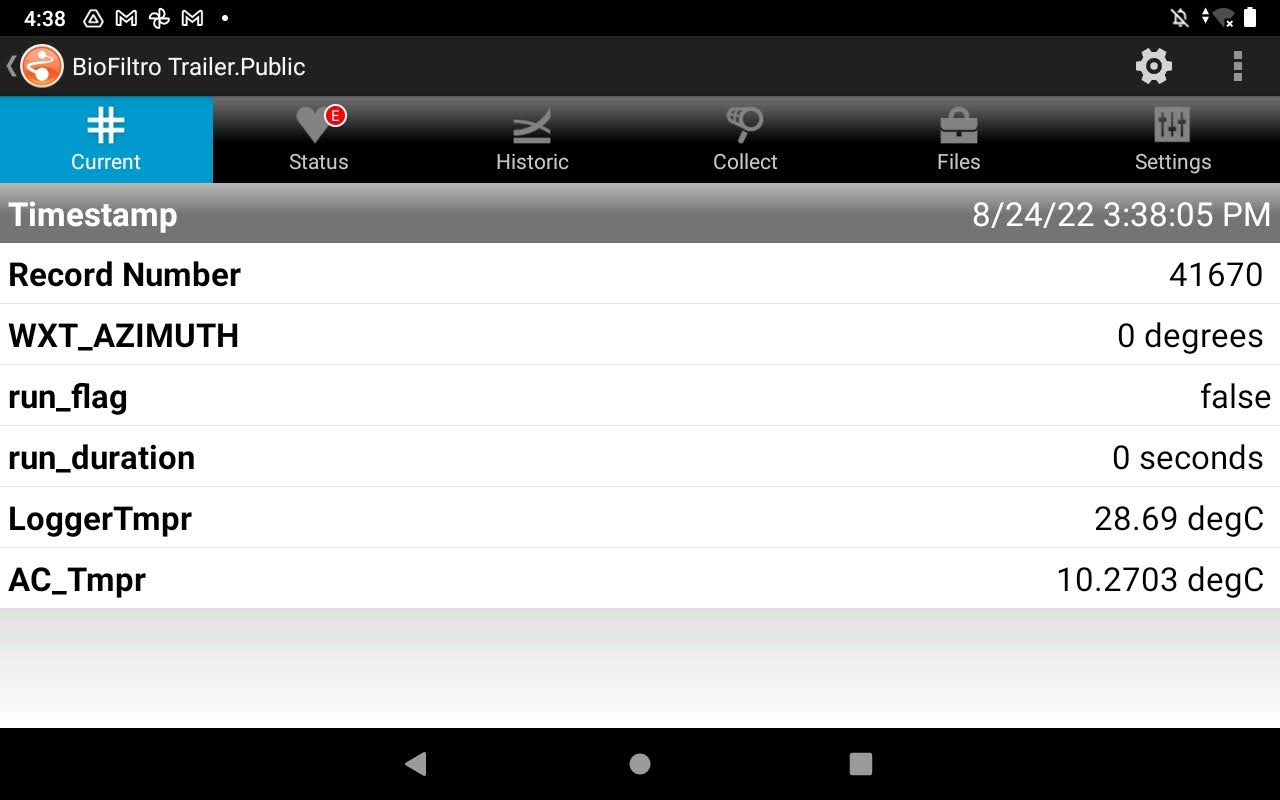 4:38
BioFiltro Trailer.Public
Current
E
Status
Historic
Collect
Files
Settings
Timestamp 8/24/22 3:38:05 PM
Record Number 41670
WXT_AZIMUTH 0 degrees
run_flag false
run_duration 0 seconds
LoggerTmpr 28.69 degC
AC_Tmpr 10.2703 degC